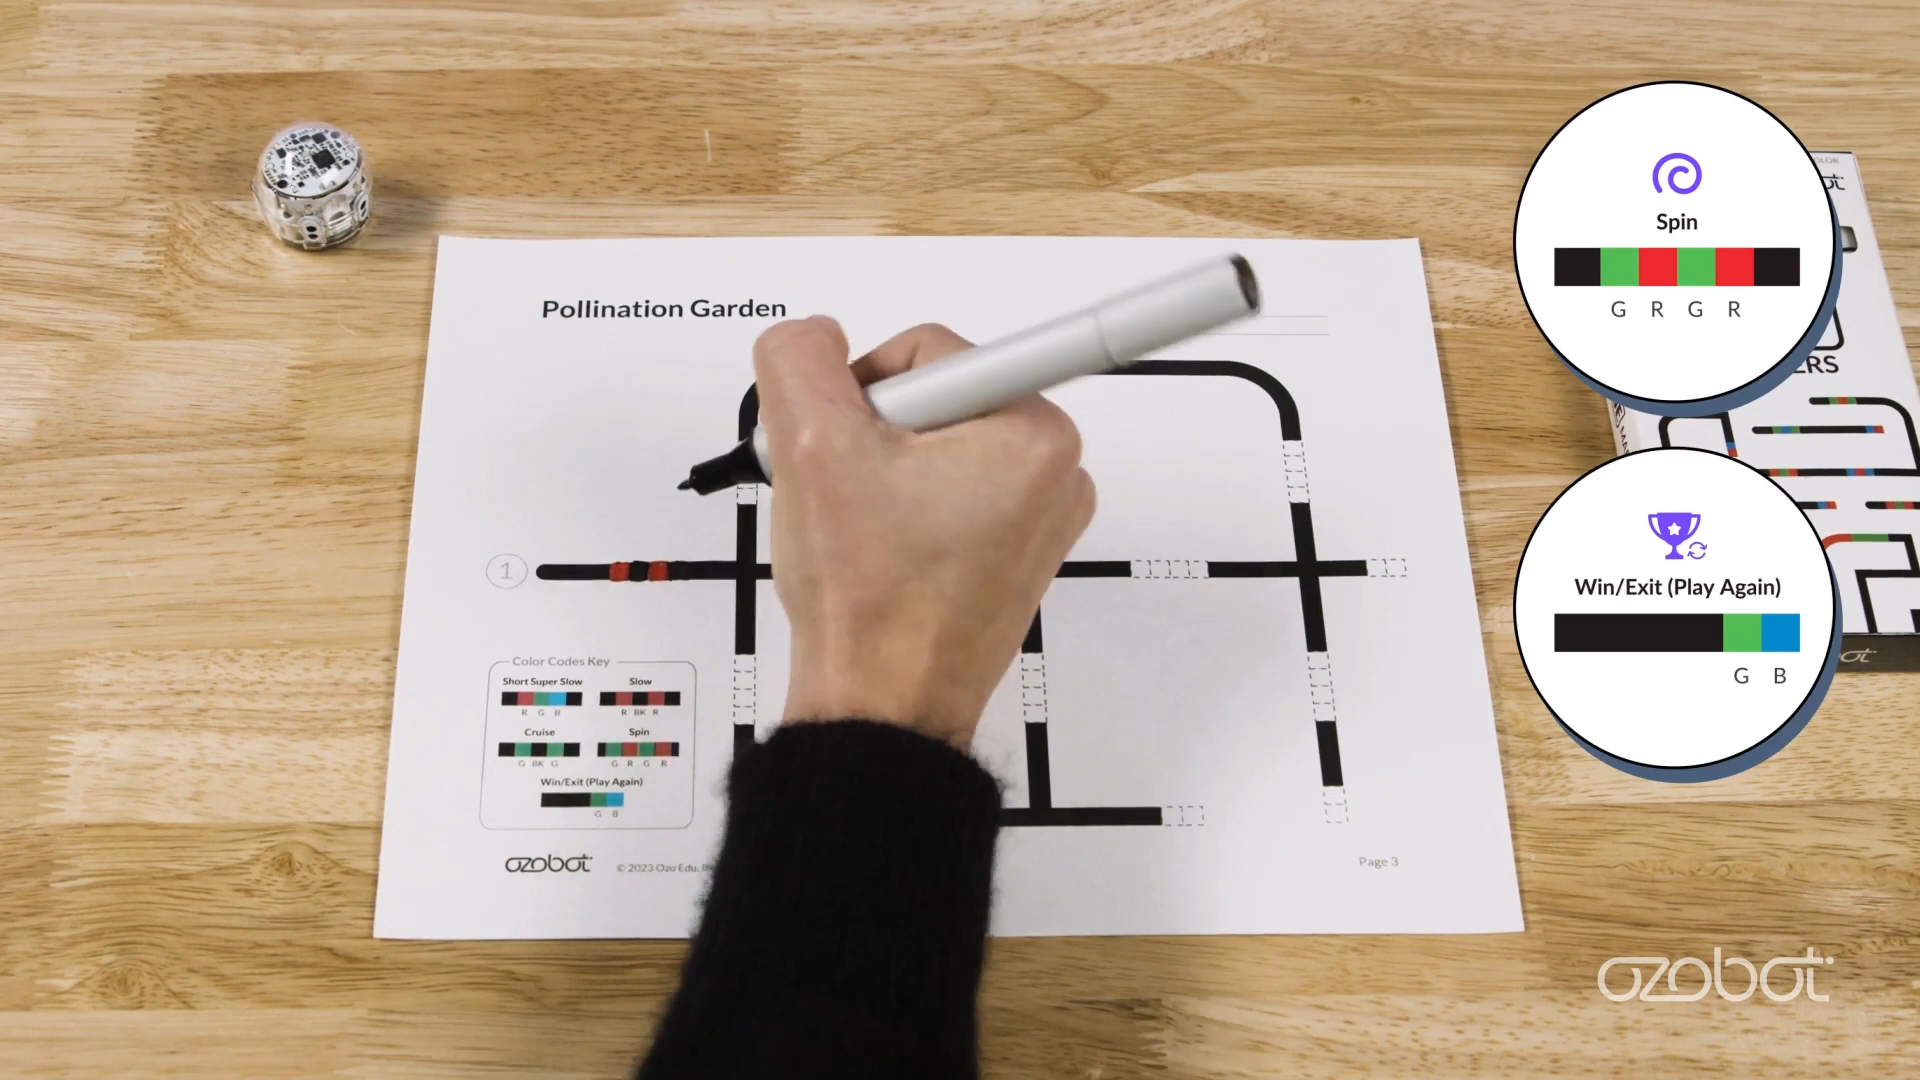 Pollination Garden
1
Color Codes Key
Short Super Slow
R G B
Slow
R BK R
Cruise
G BK G
Spin
G R G R
Win/Exit (Play Again)
G B
ozobot
© 2023 Ozo Edu,
Page 3
Spin
G R G R
Win/Exit (Play Again)
G B
ERS
ozobot